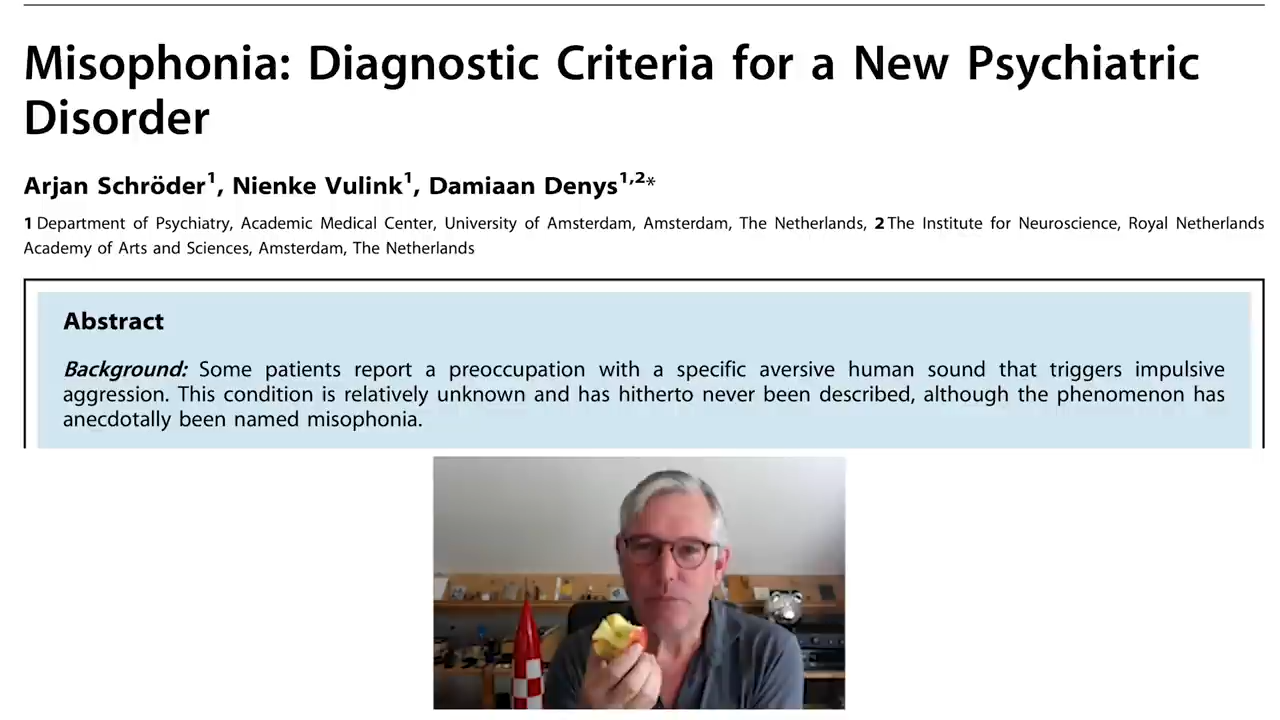 Misophonia: Diagnostic Criteria for a New Psychiatric
Disorder
Arjan Schröder1, Nienke Vulink1, Damiaan Denys1,2*
1 Department of Psychiatry, Academic Medical Center, University of Amsterdam, Amsterdam, The Netherlands, 2 The Institute for Neuroscience, Royal Netherlands
Academy of Arts and Sciences, Amsterdam, The Netherlands
Abstract
Background: Some patients report a preoccupation with a specific aversive human sound that triggers impulsive
aggression. This condition is relatively unknown and has hitherto never been described, although the phenomenon has
anecdotally been named misophonia.